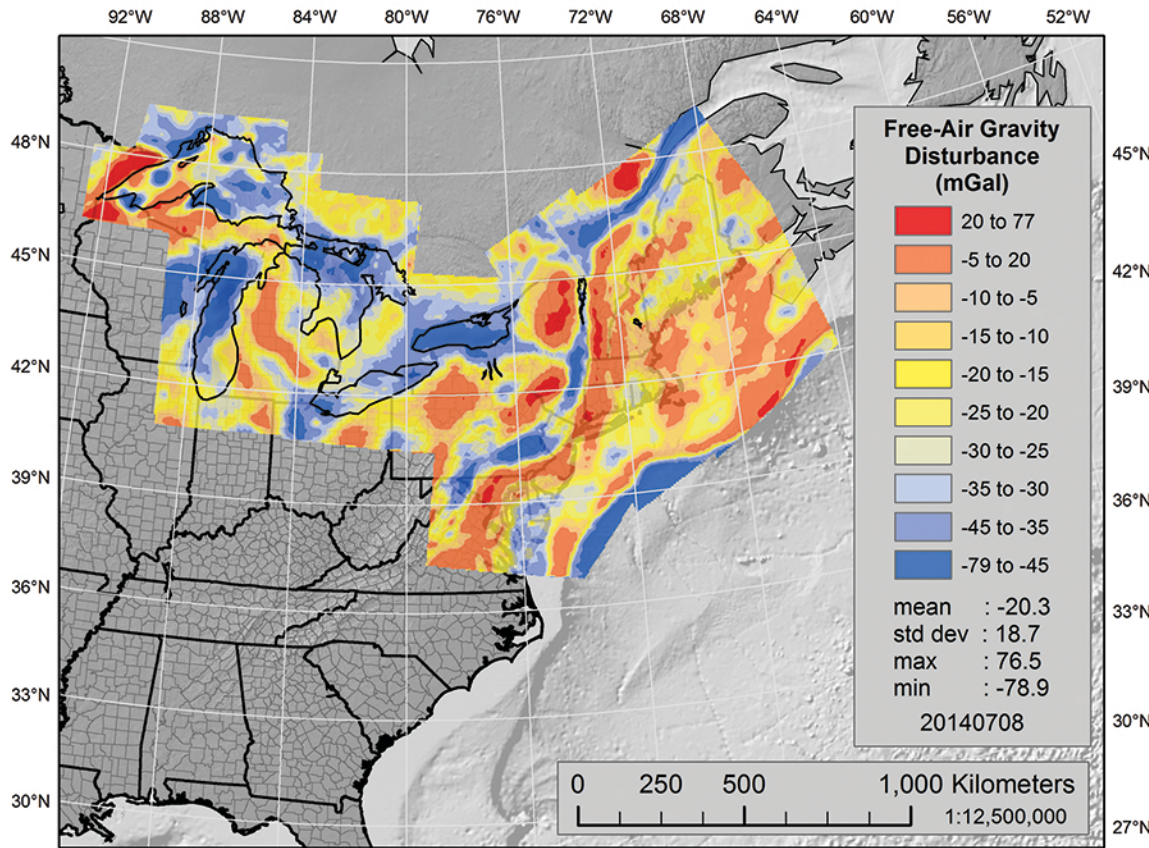 92°W 88°W 84°W 80°W 76°W 72°W 68°W 64°W 60°W 56°W 52°W
48°N
45°N
42°N
39°N
36°N
33°N
30°N
45°N
42°N
39°N
36°N
33°N
30°N
27°N
Free-Air Gravity
Disturbance
(mGal)
20 to 77
-5 to 20
-10 to -5
-15 to -10
-20 to -15
-25 to -20
-30 to -25
-35 to -30
-45 to -35
-79 to -45
mean : -20.3
std dev : 18.7
max : 76.5
min : -78.9
20140708
0 250 500 1,000 Kilometers
1:12,500,000